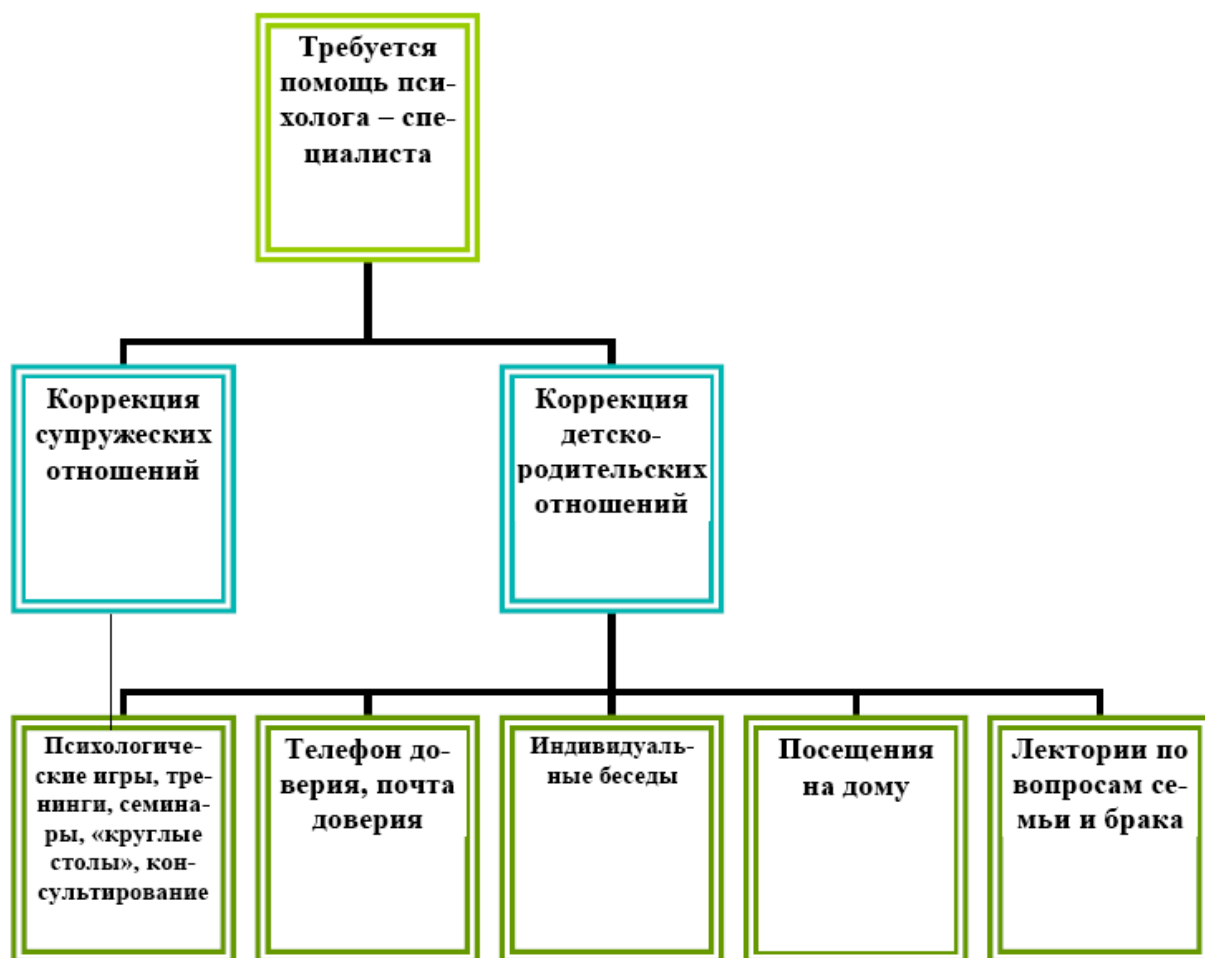 Требуется
помощь пси-
холога – спе-
циалиста
Коррекция
супружеских
отношений
Коррекция
детско-
родительских
отношений
Психологиче-
ские игры, тре-
нинги, семина-
ры, «круглые
столы», кон-
сультирование
Телефон до-
верия, почта
доверия
Индивидуаль-
ные беседы
Посещения
на дому
Лектории по
вопросам се-
мьи и брака